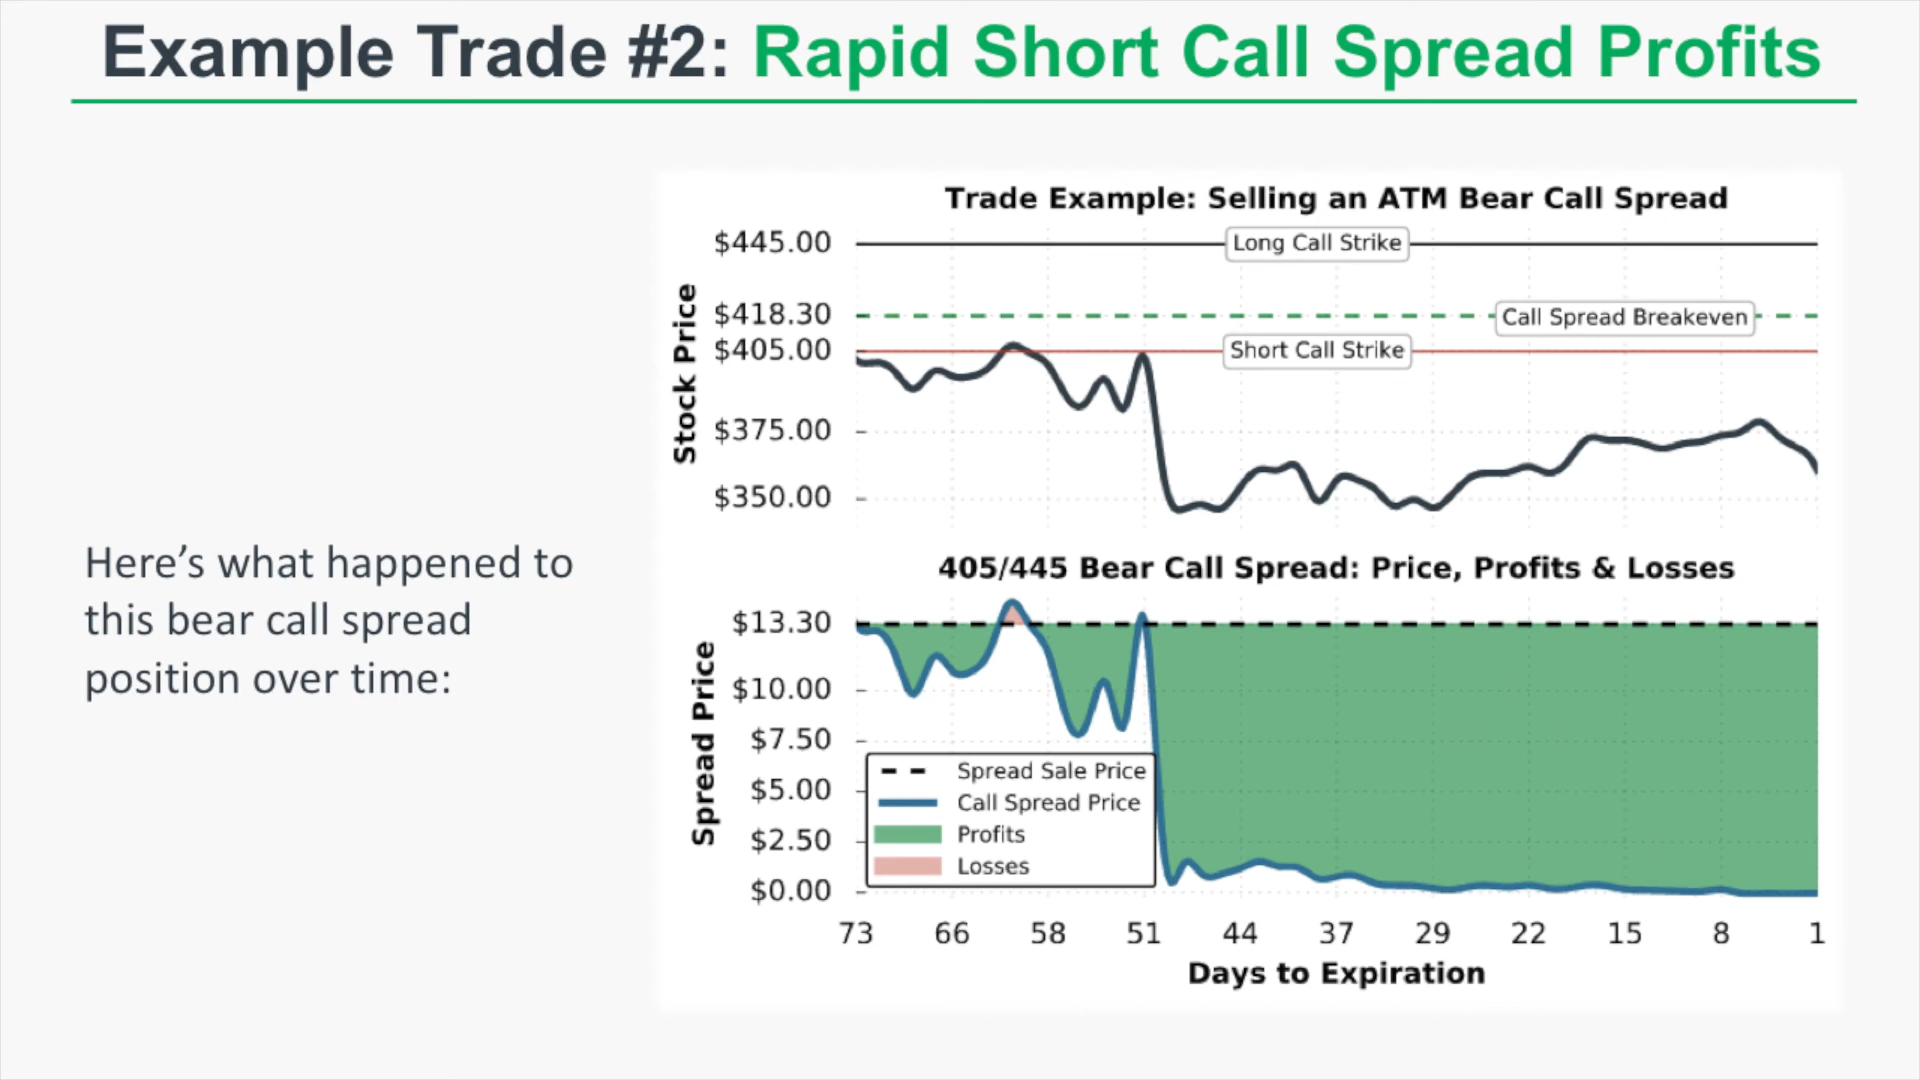 Example Trade #2: Rapid Short Call Spread Profits
Here's what happened to
this bear call spread
position over time:
Trade Example: Selling an ATM Bear Call Spread
Stock Price
$445.00
$418.30
$405.00
$375.00
$350.00
Long Call Strike
Call Spread Breakeven
Short Call Strike
405/445 Bear Call Spread: Price, Profits & Losses
Spread Price
$13.30
$10.00
$7.50
$5.00
$2.50
$0.00
Spread Sale Price
Call Spread Price
Profits
Losses
73 66 58 51 44 37 29 22 15 8 1
Days to Expiration